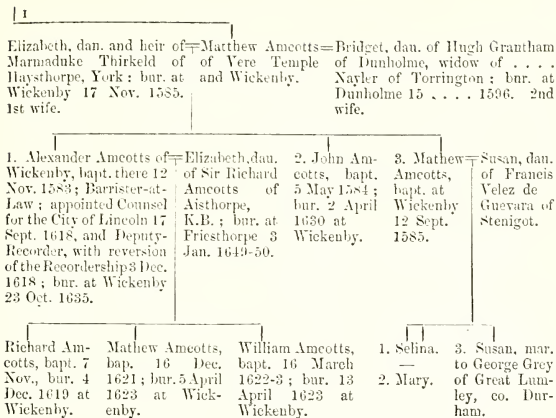 1
Elizabeth, dau. and heir of
Marmaduke Thirkeld of
Haysthorpe, York : bur. at
Wickenby 17 Nov. 1585.
1st wife.
Matthew Amcotts
of Vere Temple
and Wickenby.
Bridget, dau. of Hugh Grantham
of Dunholme, widow of . . . .
Nayler of Torrington ; bur. at
Dunholme 15 . . . . 1596. 2nd
wife.
1. Alexander Amcotts of
Wickenby, bapt. there 12
Nov. 1583 ; Barrister-at-
Law ; appointed Counsel
for the City of Lincoln 17
Sept. 1618, and Deputy-
Recorder, with reversion
of the Recordership 3 Dec.
1618 ; bur. at Wickenby
23 Oct. 1635.
Elizabeth, dau.
of Sir Richard
Amcotts of
Aisthorpe,
K.B. ; bur. at
Friesthorpe 3
Jan. 1649-50.
2. John Am-
cotts, bapt.
5 May 1584 ;
bur. 2 April
1630 at
Wickenby.
3. Mathew
Amcotts,
bapt. at
Wickenby
12 Sept.
1585.
Susan, dau.
of Francis
Velez de
Guevara of
Stenigot.
Richard Am-
cotts, bapt. 7
Nov., bur. 4
Dec. 1619 at
Wickenby.
Mathew Amcotts,
bap. 16 Dec.
1621 ; bur. 5 April
1623 at Wick-
enby.
William Amcotts,
bapt. 16 March
1622-3 ; bur. 13
April 1623 at
Wickenby.
1. Selina.
—
2. Mary.
3. Susan, mar.
to George Grey
of Great Lum-
ley, co. Dur-
ham.